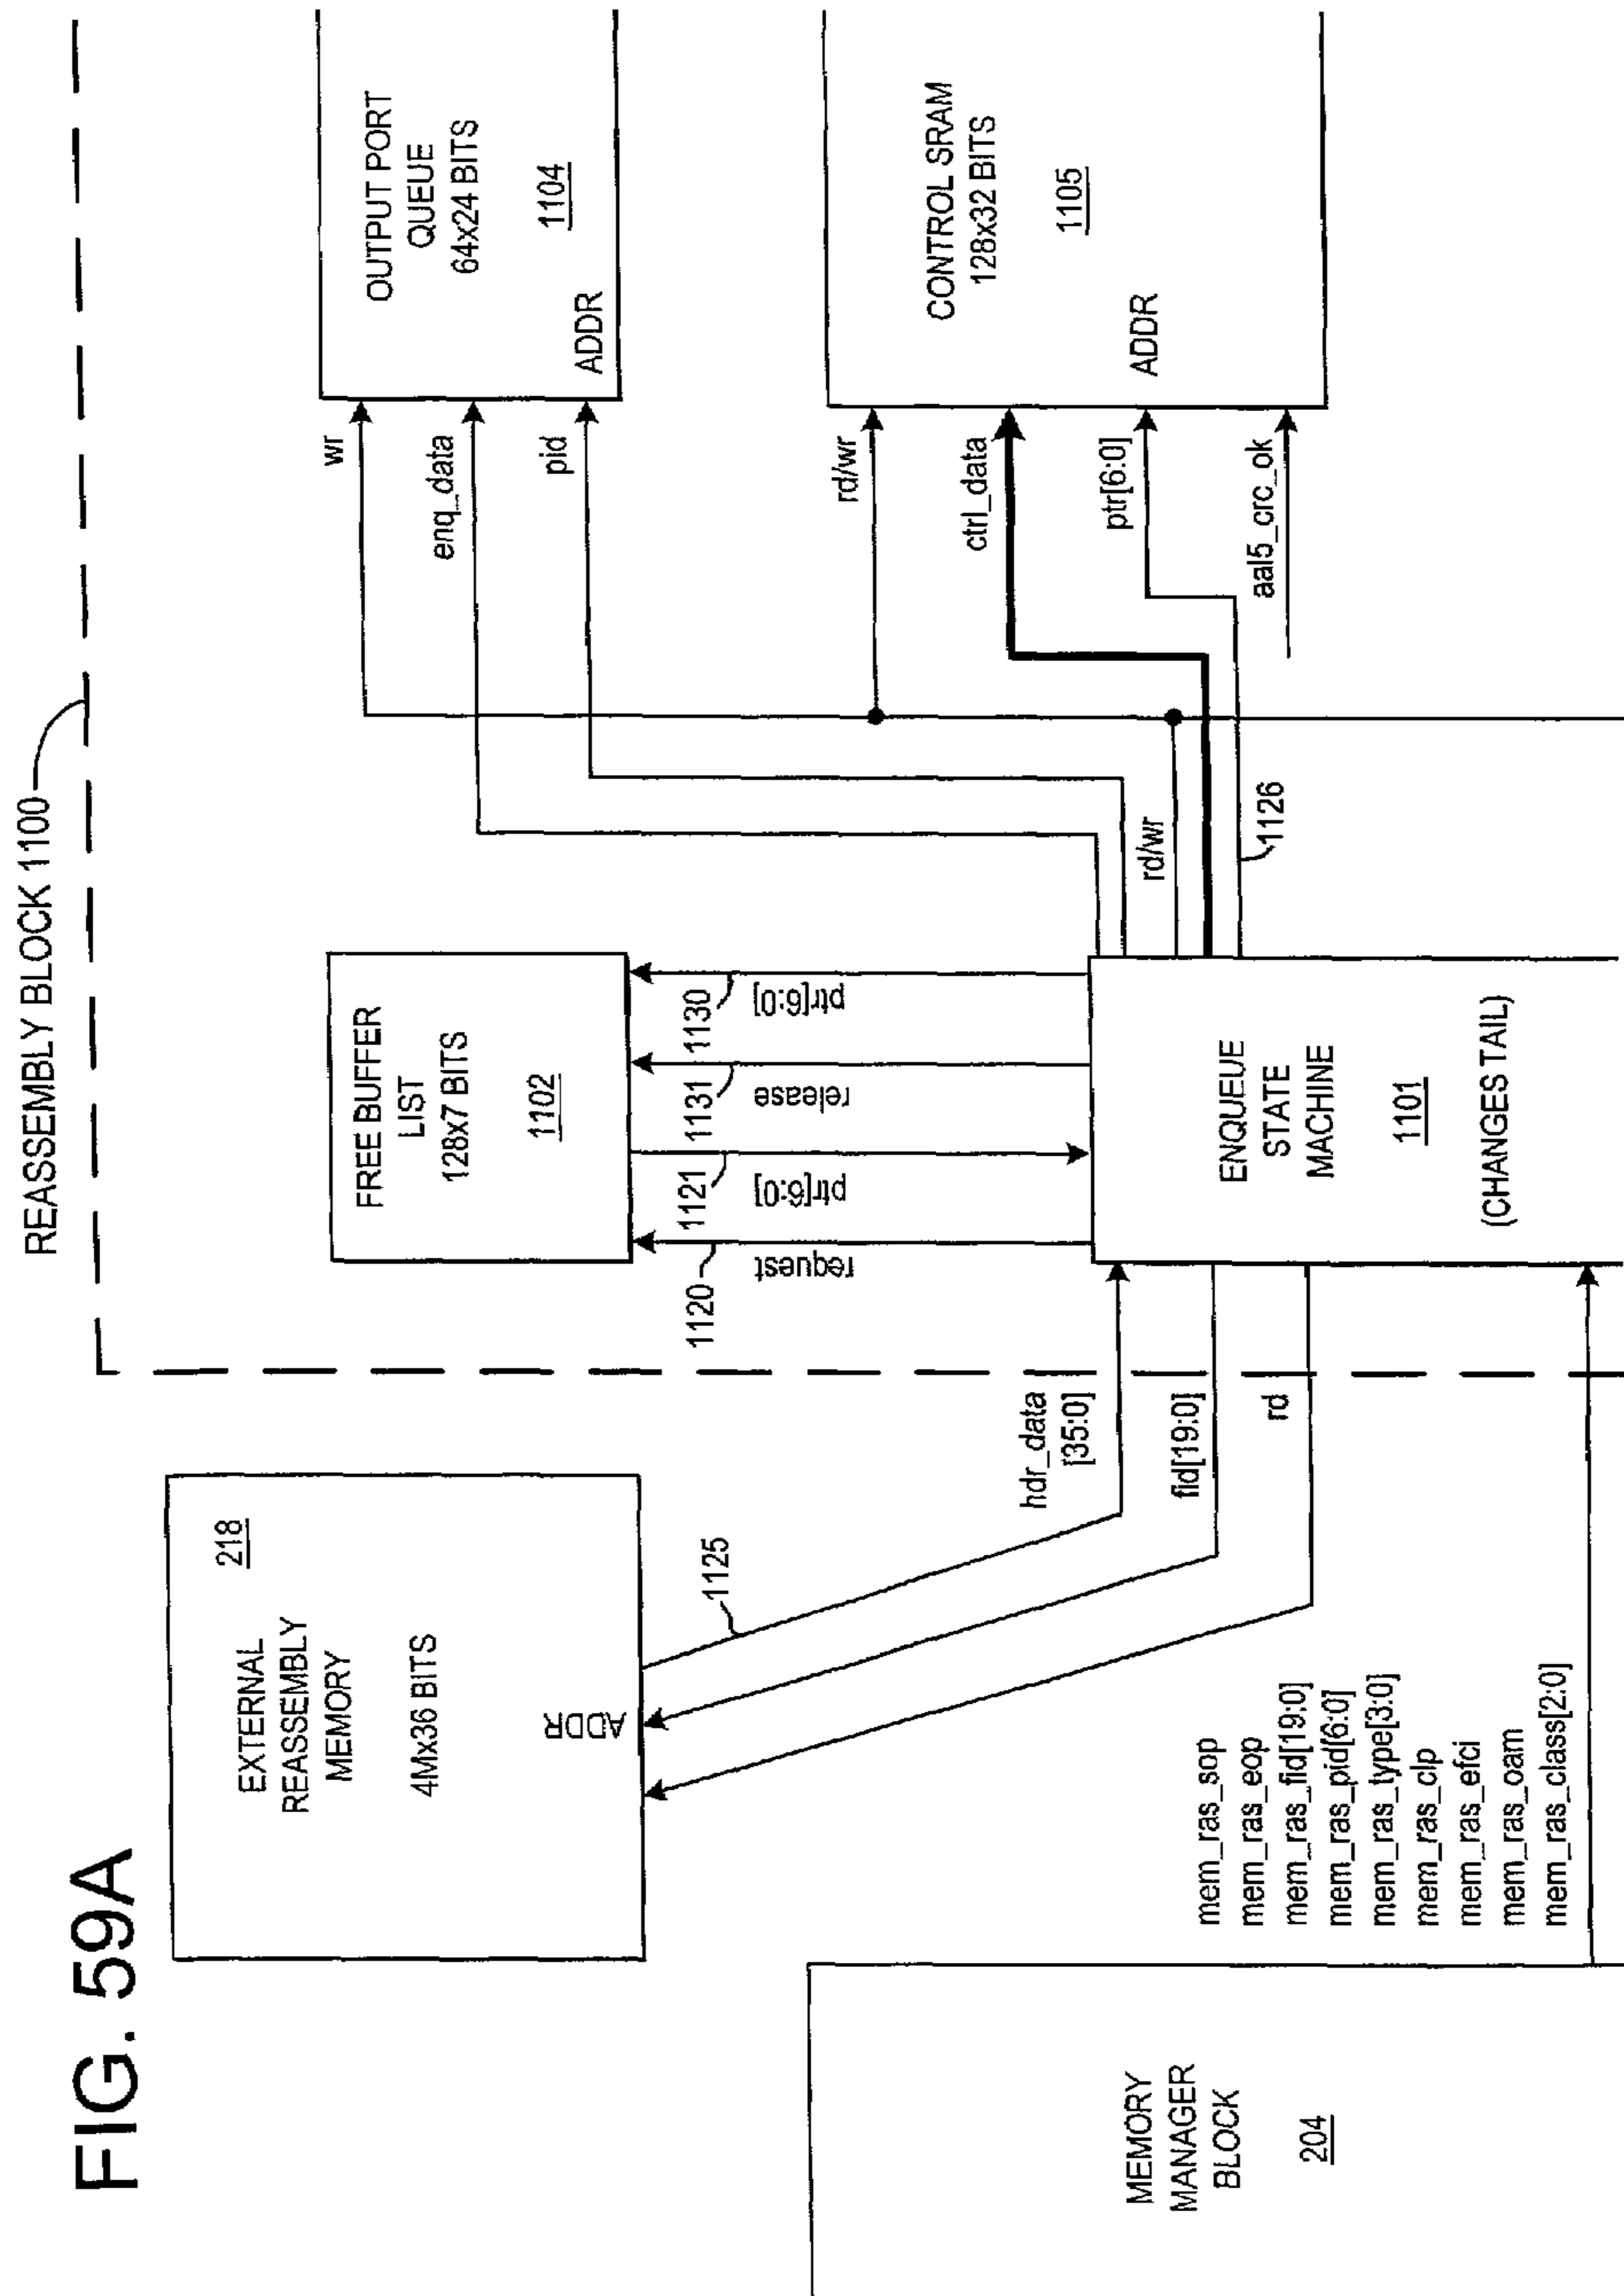 FIG. 59A
REASSEMBLY BLOCK 1100
EXTERNAL
REASSEMBLY
MEMORY
218
4Mx36 BITS
ADDR
1125
FREE BUFFER
LIST
128x7 BITS
1102
1120
request
1121
ptr[6:0]
1131
release
1130
ptr[6:0]
OUTPUT PORT
QUEUE
64x24 BITS
1104
ADDR
wr
enq_data
pid
CONTROL SRAM
128x32 BITS
1105
ADDR
rd/wr
ctrl_data
ptr[6:0]
aal5_crc_ok
hdr_data
[35:0]
fid[19:0]
rd
rd/wr
1126
ENQUEUE
STATE
MACHINE
1101
(CHANGES TAIL)
MEMORY
MANAGER
BLOCK
204
mem_ras_sop
mem_ras_eop
mem_ras_fid[19:0]
mem_ras_pid[6:0]
mem_ras_type[3:0]
mem_ras_clp
mem_ras_efci
mem_ras_oam
mem_ras_class[2:0]